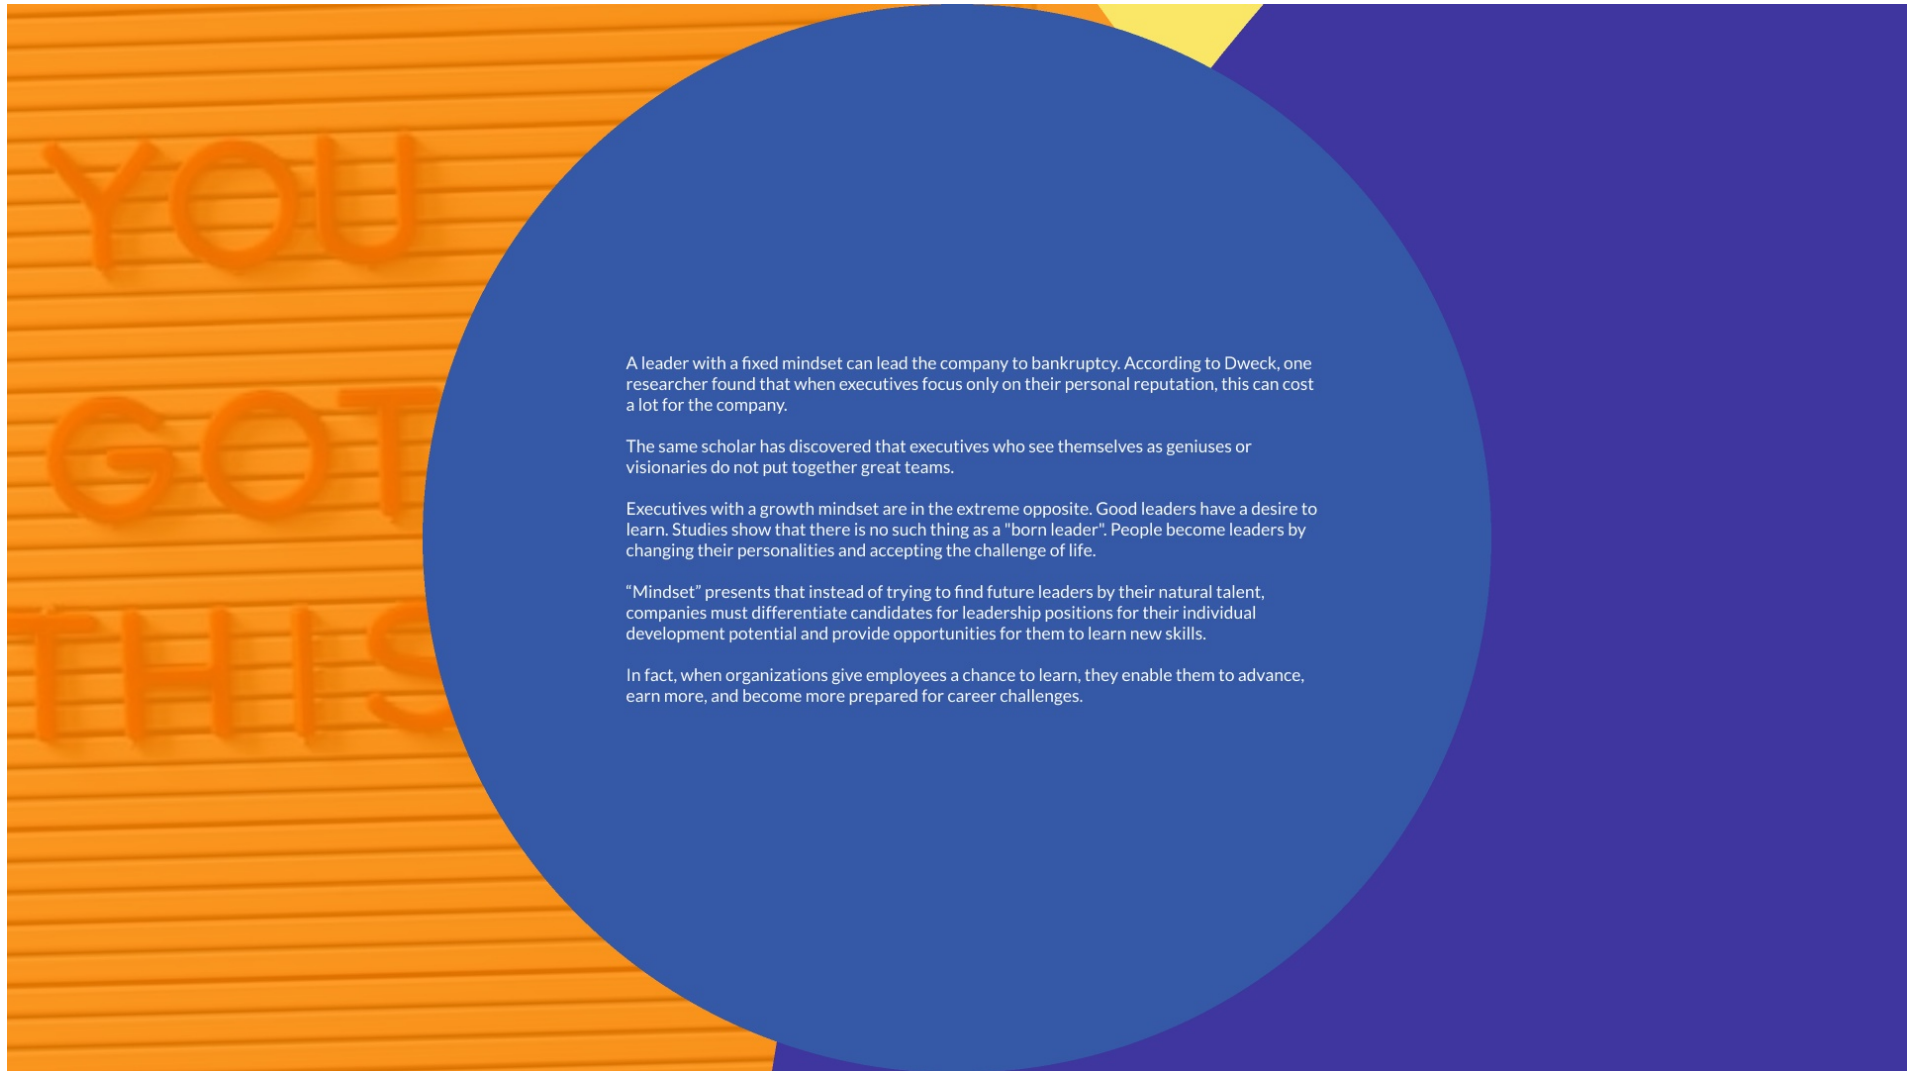 YOU
GOT
THIS
A leader with a fixed mindset can lead the company to bankruptcy. According to Dweck, one
researcher found that when executives focus only on their personal reputation, this can cost
a lot for the company.
The same scholar has discovered that executives who see themselves as geniuses or
visionaries do not put together great teams.
Executives with a growth mindset are in the extreme opposite. Good leaders have a desire to
learn. Studies show that there is no such thing as a "born leader". People become leaders by
changing their personalities and accepting the challenge of life.
“Mindset” presents that instead of trying to find future leaders by their natural talent,
companies must differentiate candidates for leadership positions for their individual
development potential and provide opportunities for them to learn new skills.
In fact, when organizations give employees a chance to learn, they enable them to advance,
earn more, and become more prepared for career challenges.